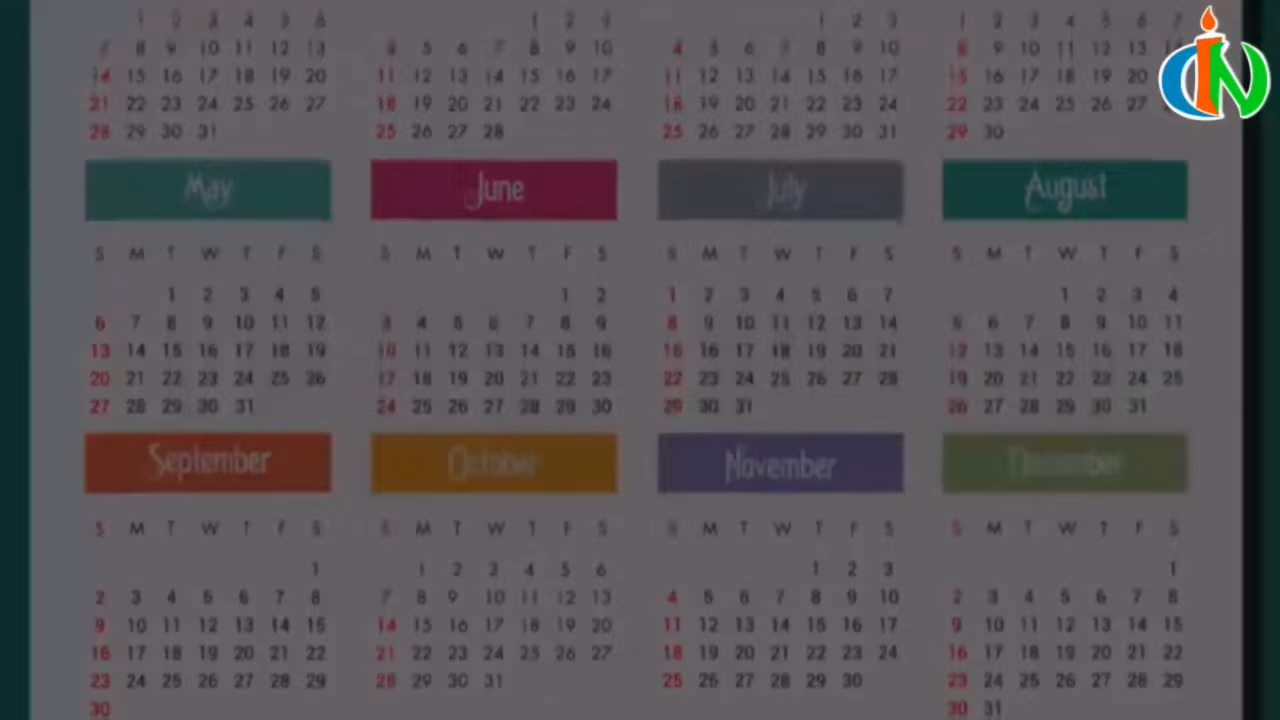 1 2 3 4 5 6 1 2 3 1 2 3 1 2 3 4 5 6 7
7 8 9 10 11 12 13 4 5 6 7 8 9 10 4 5 6 7 8 9 10 8 9 10 11 12 13
14 15 16 17 18 19 20 11 12 13 14 15 16 17 11 12 13 14 15 16 17 15 16 17 18 19 20
21 22 23 24 25 26 27 18 19 20 21 22 23 24 18 19 20 21 22 23 24 22 23 24 25 26 27
28 29 30 31 25 26 27 28 25 26 27 28 29 30 31 29 30
May June July August
S M T W T F S S M T W T F S S M T W T F S S M T W T F S
1 2 3 4 5 1 2 1 2 3 4 5 6 7 1 2 3 4
6 7 8 9 10 11 12 3 4 5 6 7 8 9 8 9 10 11 12 13 14 5 6 7 8 9 10 11
13 14 15 16 17 18 19 10 11 12 13 14 15 16 15 16 17 18 19 20 21 12 13 14 15 16 17 18
20 21 22 23 24 25 26 17 18 19 20 21 22 23 22 23 24 25 26 27 28 19 20 21 22 23 24 25
27 28 29 30 31 24 25 26 27 28 29 30 29 30 31 26 27 28 29 30 31
September October November December
S M T W T F S S M T W T F S S M T W T F S S M T W T F S
1 1 2 3 4 5 6 1 2 3 1
2 3 4 5 6 7 8 7 8 9 10 11 12 13 4 5 6 7 8 9 10 2 3 4 5 6 7 8
9 10 11 12 13 14 15 14 15 16 17 18 19 20 11 12 13 14 15 16 17 9 10 11 12 13 14 15
16 17 18 19 20 21 22 21 22 23 24 25 26 27 18 19 20 21 22 23 24 16 17 18 19 20 21 22
23 24 25 26 27 28 29 28 29 30 31 25 26 27 28 29 30 23 24 25 26 27 28 29
30 30 31